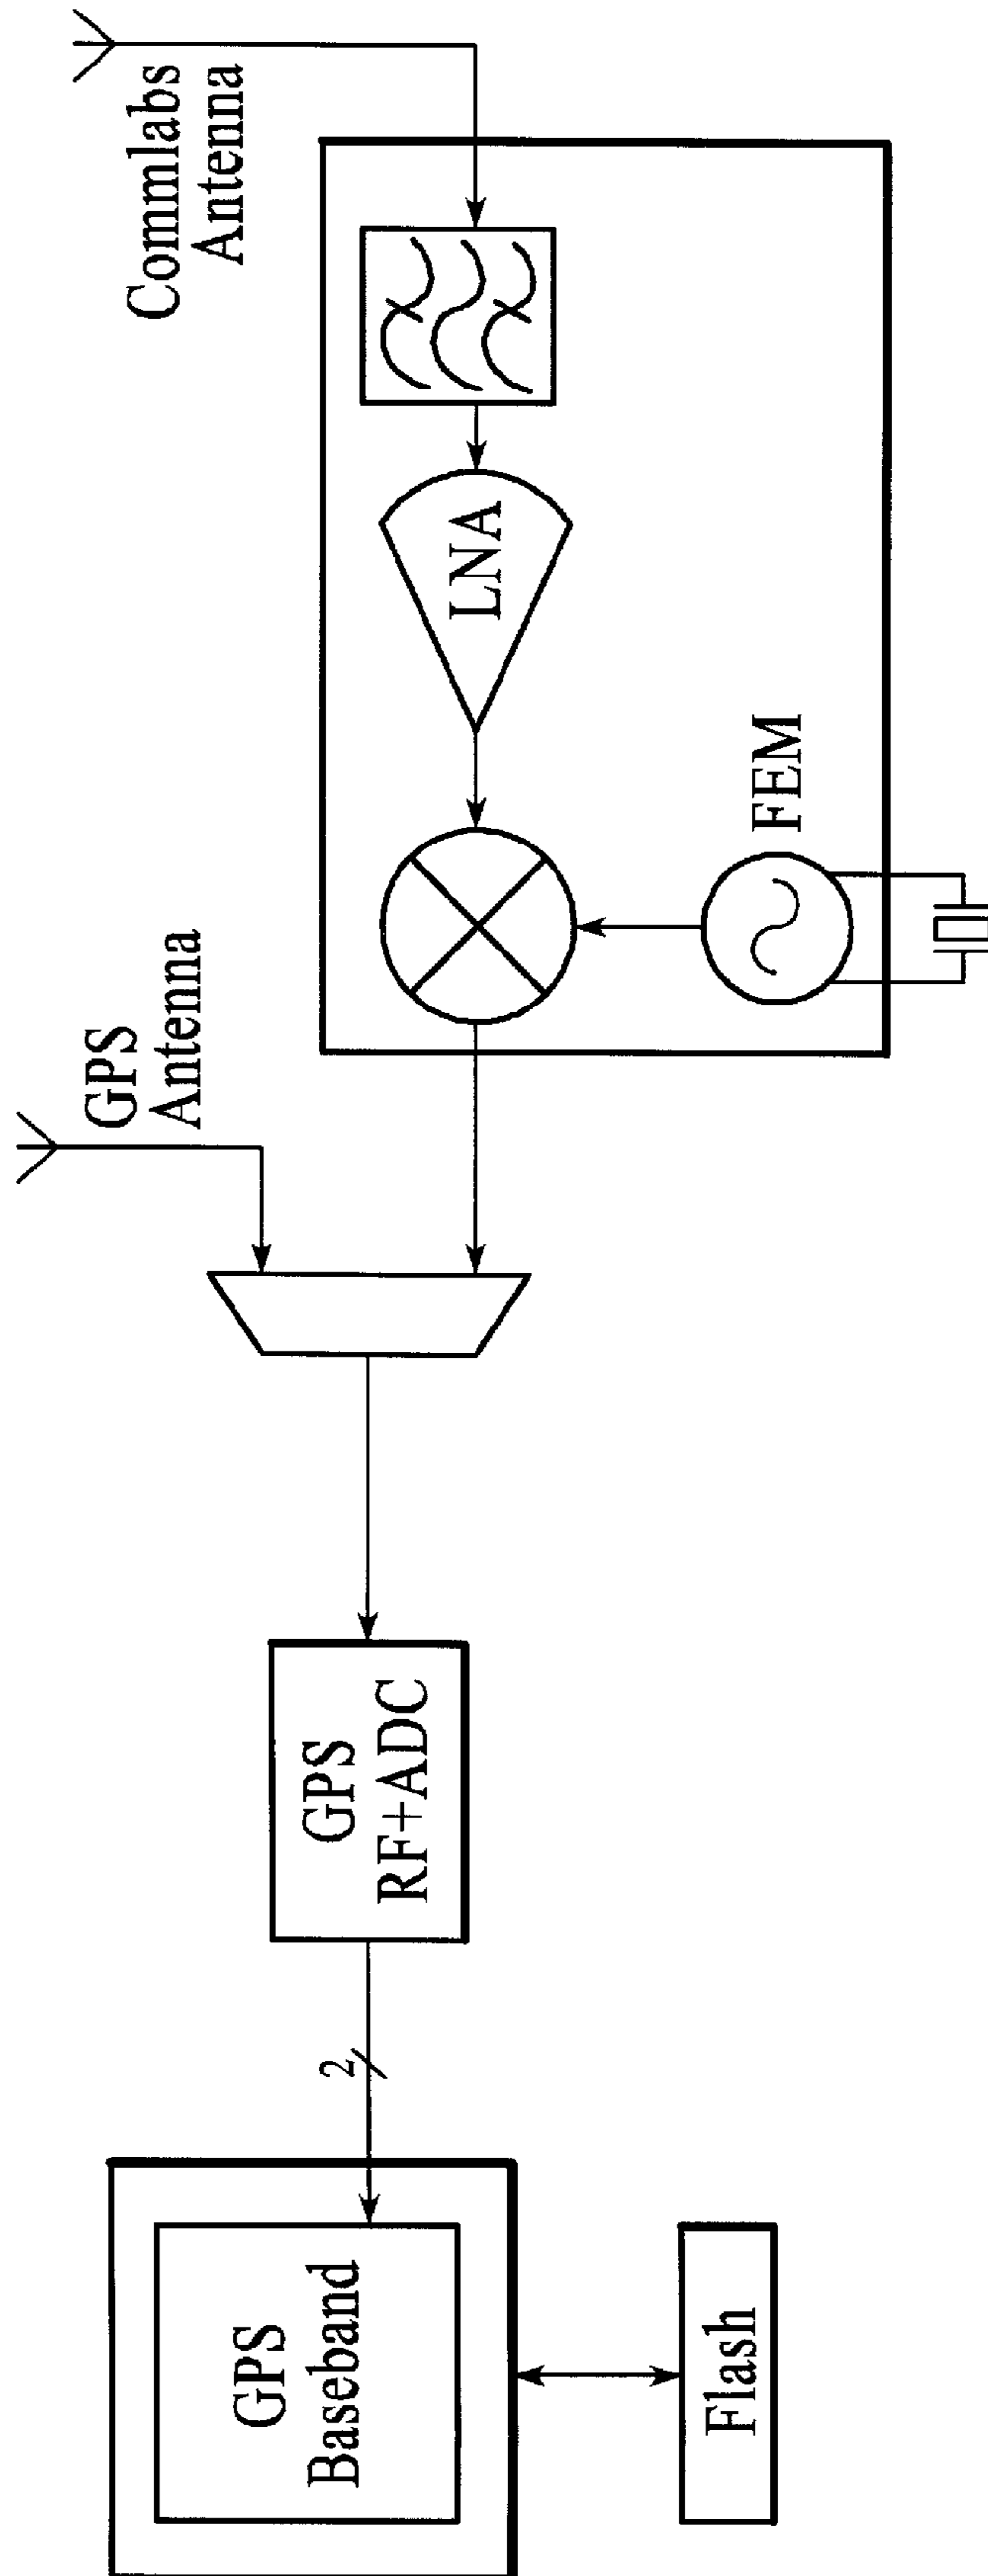 Commlabs
Antenna
LNA
FEM
GPS
Antenna
GPS
RF+ADC
2
GPS
Baseband
Flash